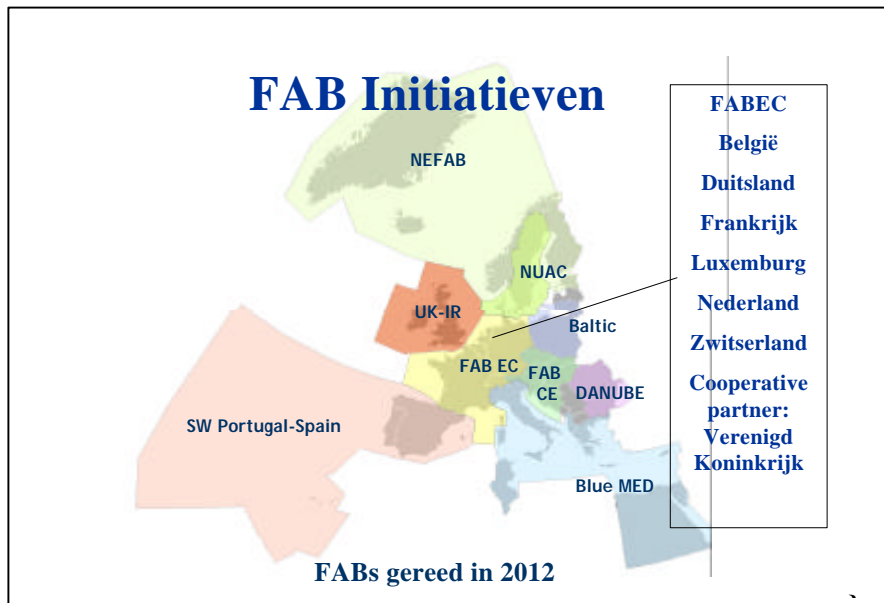 FAB Initiatieven
NEFAB
NUAC
UK-IR
Baltic
FAB EC
FAB
CE
DANUBE
SW Portugal-Spain
Blue MED
FABs gereed in 2012
FABEC
België
Duitsland
Frankrijk
Luxemburg
Nederland
Zwitserland
Cooperative
partner:
Verenigd
Koninkrijk